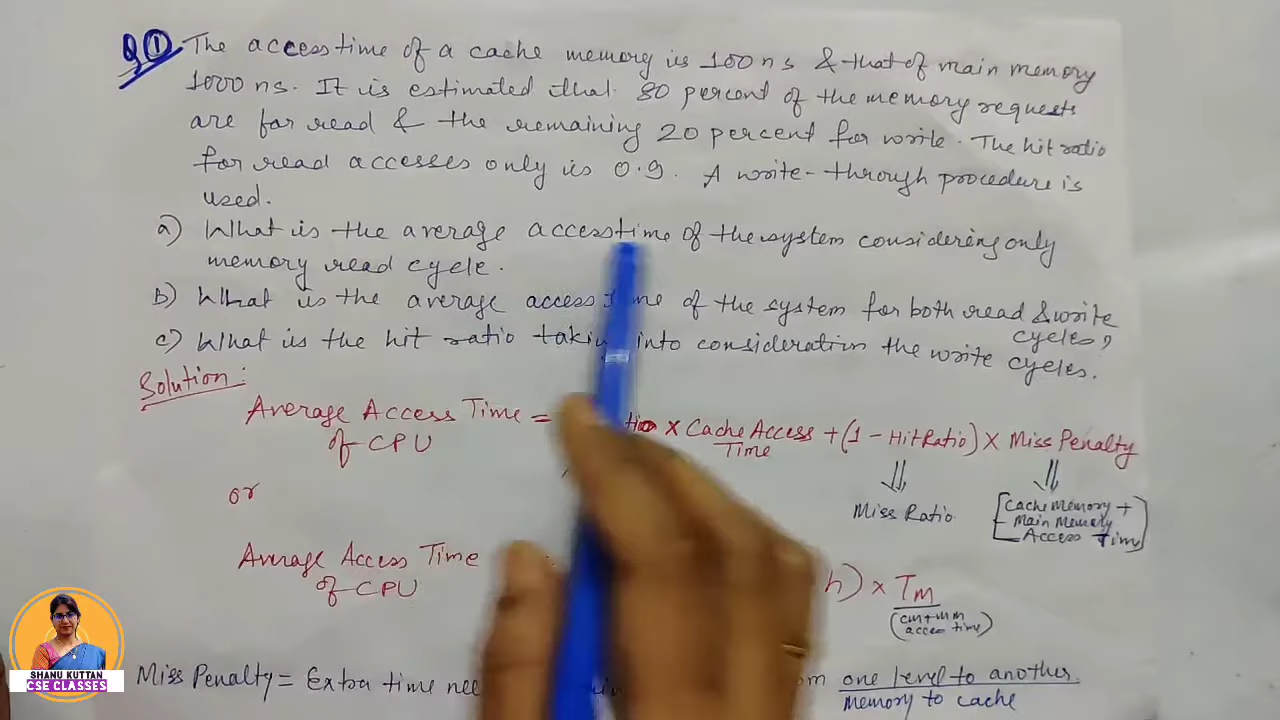 Q① The access time of a cache memory is 100ns & that of main memory
1000 ns. It is estimated that 80 percent of the memory requests
are for read & the remaining 20 percent for write. The hit ratio
for read accesses only is 0.9. A write-through procedure is
used.
a) What is the average access time of the system considering only
memory read cycle.
b) What is the average access time of the system for both read & write
cycles,
c) What is the hit ratio taking into consideration the write cycles.
Solution:
Average Access Time = × Cache Access + (1 - Hit Ratio) × Miss Penalty
of CPU Time
Miss Ratio
[Cache Memory +
Main Memory
Access Time]
or
Average Access Time h) × Tm
of CPU
(CM + MM
access time)
Miss Penalty = Extra time one level to another
memory to cache
SHANU KUTTAN
CSE CLASSES